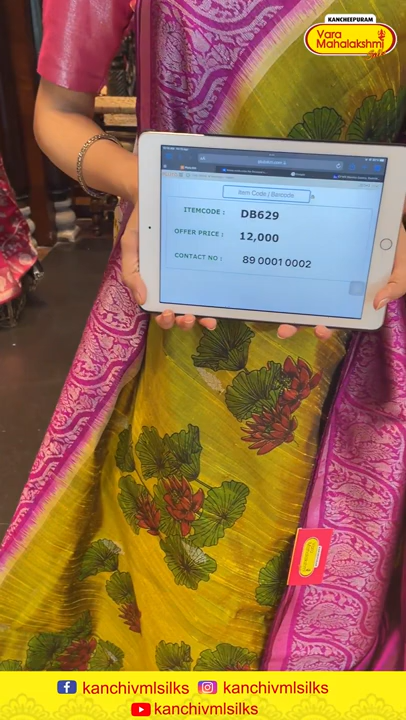 KANCHEEPURAM
Vara
Mahalakshmi
Silks
Item Code | Barcode
ITEMCODE : DB629
OFFER PRICE : 12,000
CONTACT NO : 89 0001 0002
kanchivmlsilks kanchivmlsilks
kanchivmlsilks